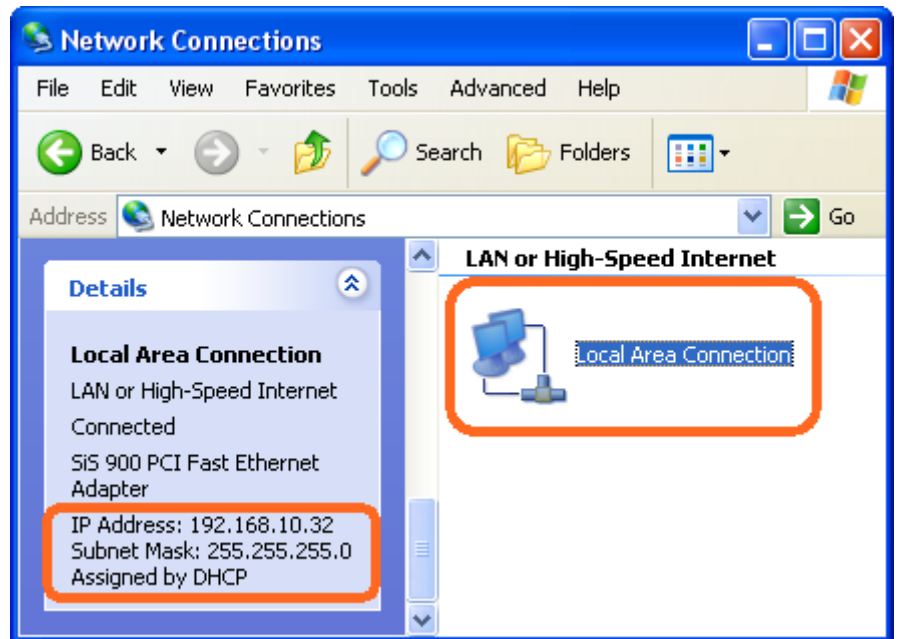 Network Connections
File Edit View Favorites Tools Advanced Help
Back Search Folders
Address Network Connections Go
Details
Local Area Connection
LAN or High-Speed Internet
Connected
SiS 900 PCI Fast Ethernet
Adapter
IP Address: 192.168.10.32
Subnet Mask: 255.255.255.0
Assigned by DHCP
LAN or High-Speed Internet
Local Area Connection